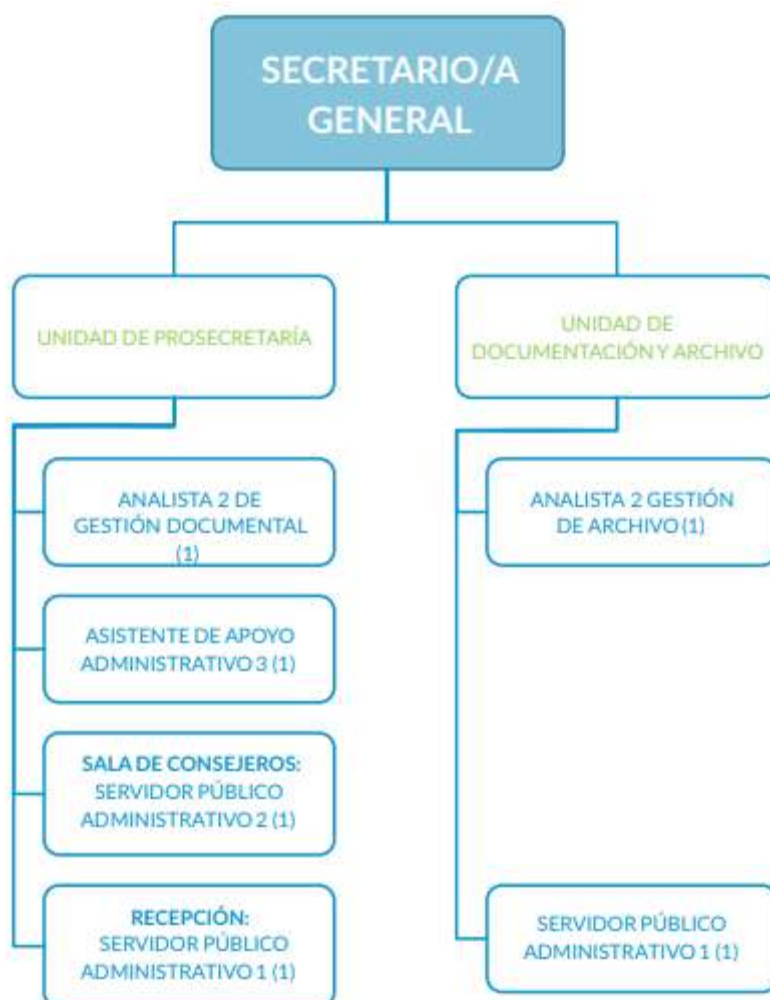 SECRETARIO/A
GENERAL
UNIDAD DE PROSECRETARÍA
ANALISTA 2 DE
GESTIÓN DOCUMENTAL
(1)
ASISTENTE DE APOYO
ADMINISTRATIVO 3 (1)
SALA DE CONSEJEROS:
SERVIDOR PÚBLICO
ADMINISTRATIVO 2 (1)
RECEPCIÓN:
SERVIDOR PÚBLICO
ADMINISTRATIVO 1 (1)
UNIDAD DE
DOCUMENTACIÓN Y ARCHIVO
ANALISTA 2 GESTIÓN
DE ARCHIVO (1)
SERVIDOR PÚBLICO
ADMINISTRATIVO 1 (1)